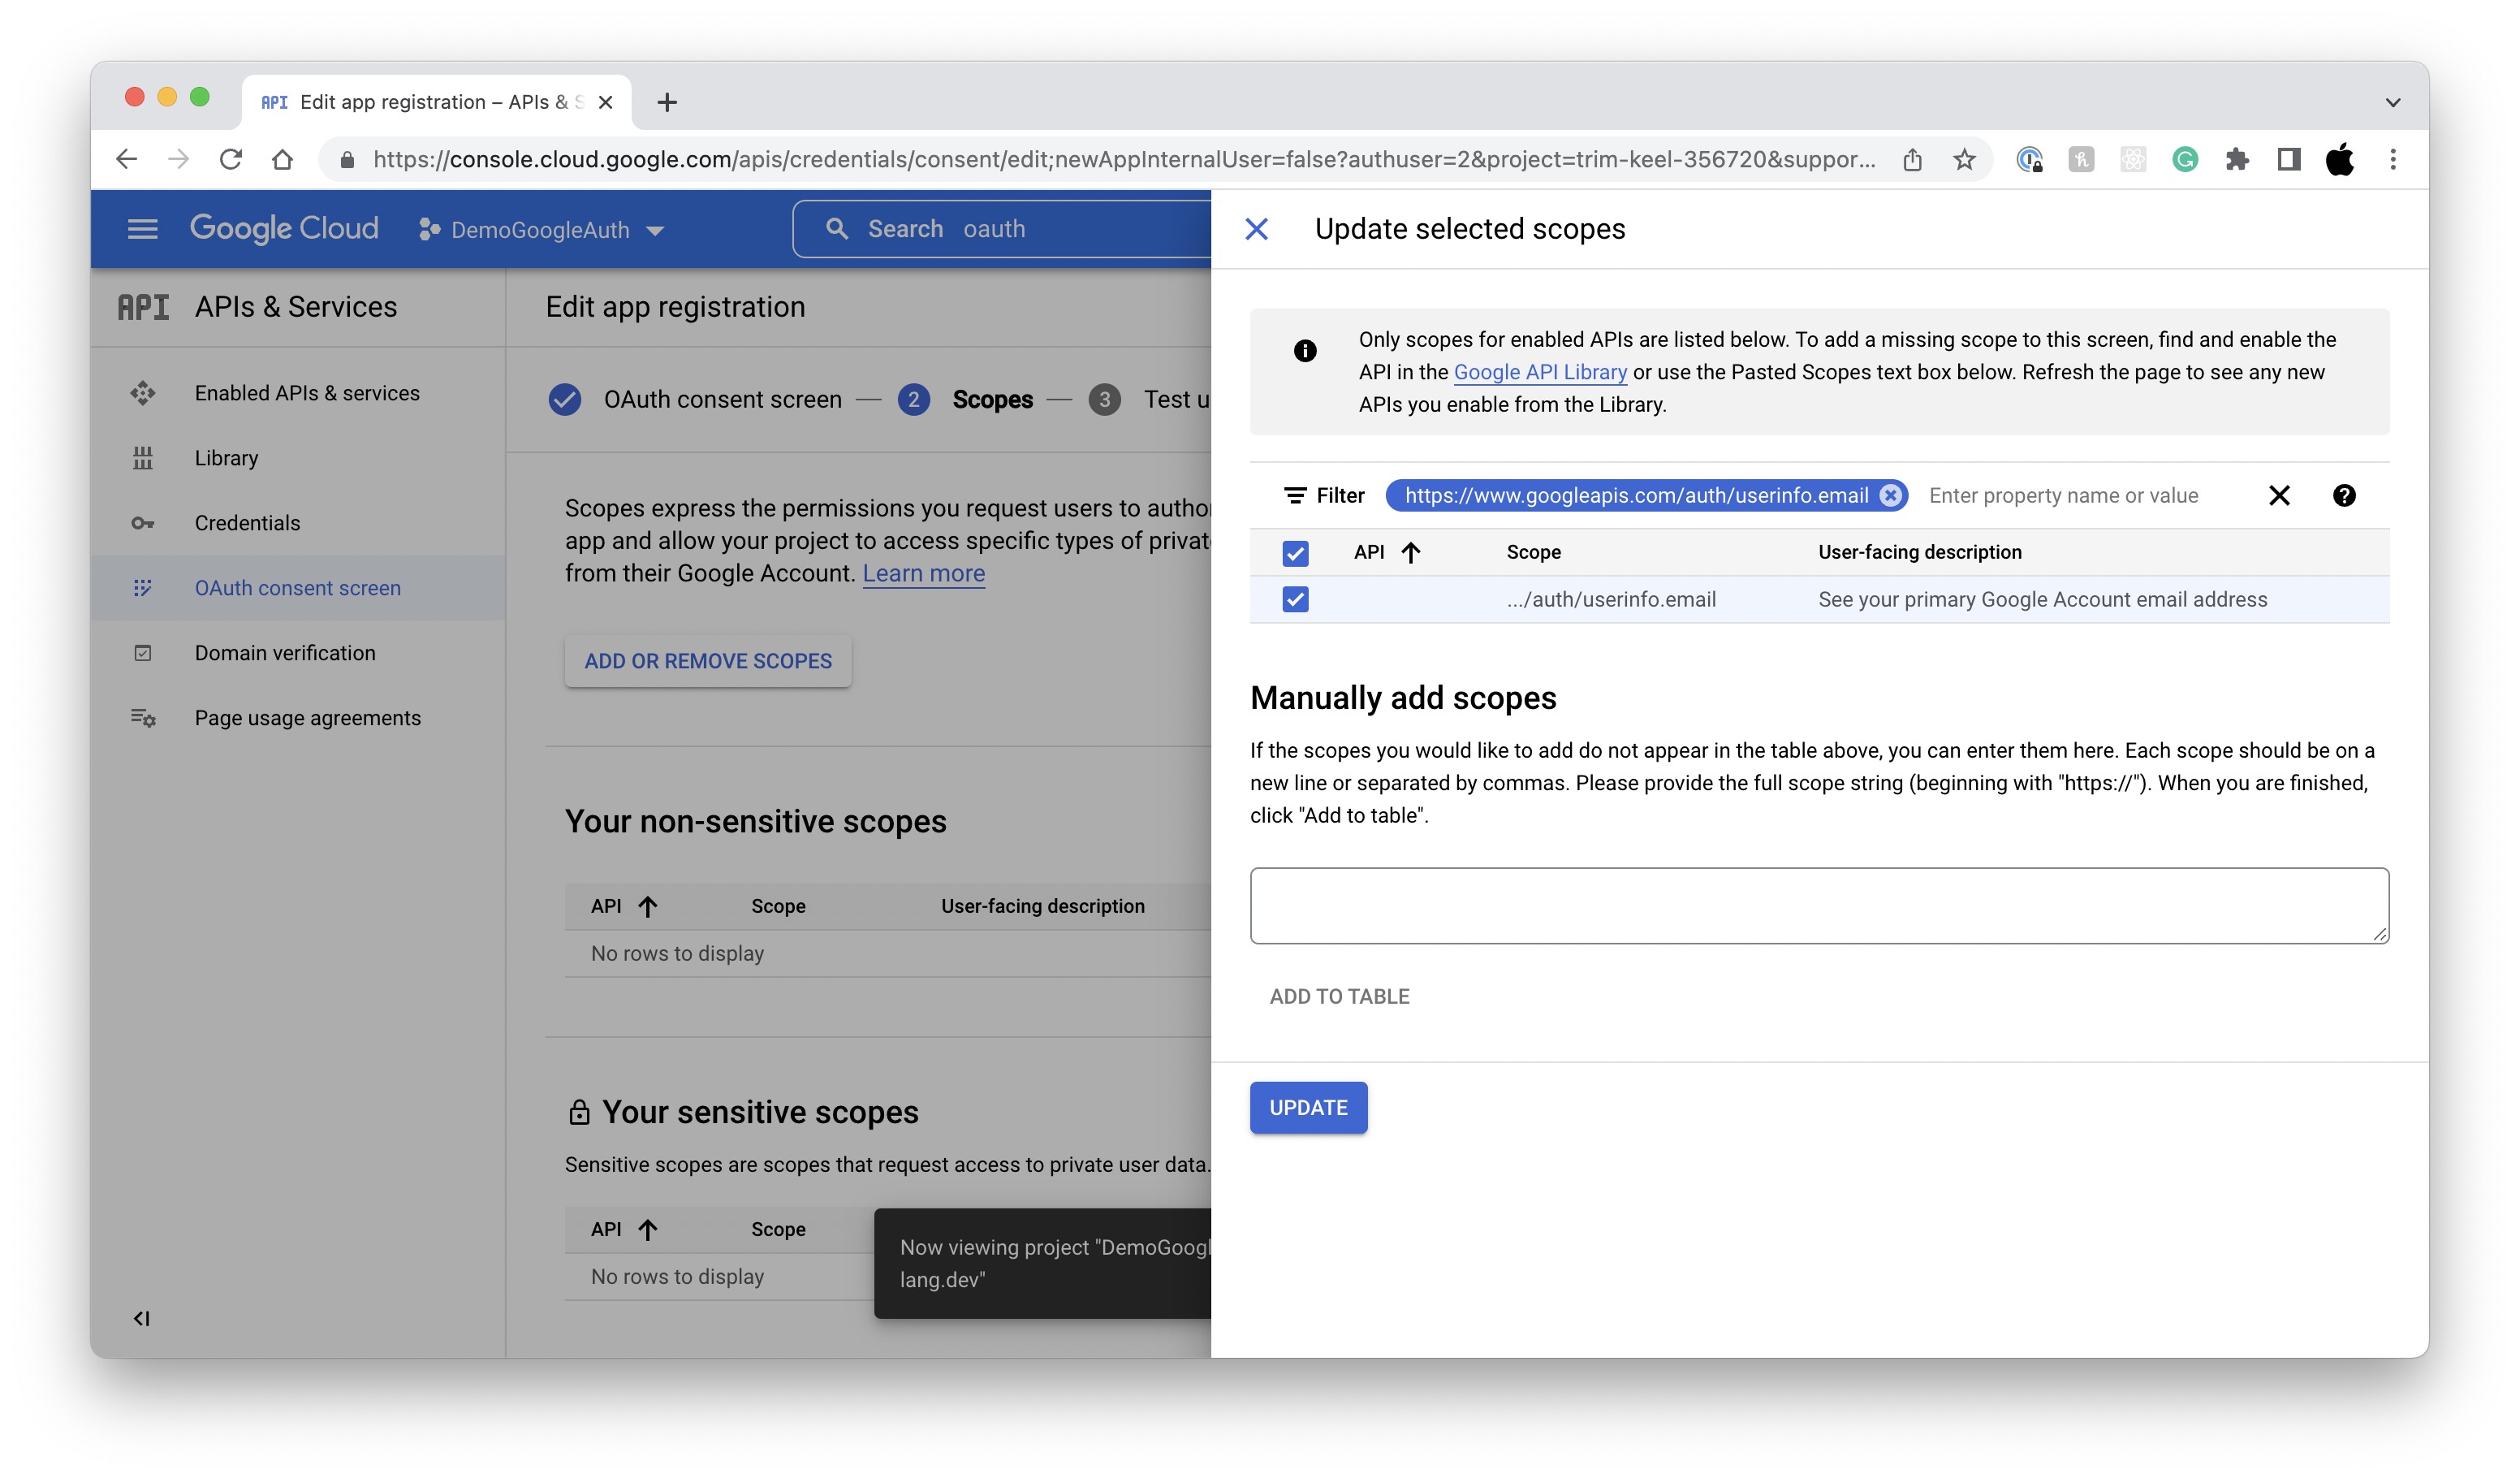 API Edit app registration – APIs & S
https://console.cloud.google.com/apis/credentials/consent/edit;newAppInternalUser=false?authuser=2&project=trim-keel-356720&suppor...
Google Cloud
DemoGoogleAuth
Search oauth
API APIs & Services
Enabled APIs & services
Library
Credentials
OAuth consent screen
Domain verification
Page usage agreements
Edit app registration
OAuth consent screen — 2 Scopes — 3 Test u
Scopes express the permissions you request users to autho
app and allow your project to access specific types of privat
from their Google Account. Learn more
ADD OR REMOVE SCOPES
Your non-sensitive scopes
API Scope User-facing description
No rows to display
Your sensitive scopes
Sensitive scopes are scopes that request access to private user data.
API Scope
No rows to display
Now viewing project "DemoGoogl
lang.dev"
Update selected scopes
Only scopes for enabled APIs are listed below. To add a missing scope to this screen, find and enable the
API in the Google API Library or use the Pasted Scopes text box below. Refresh the page to see any new
APIs you enable from the Library.
Filter https://www.googleapis.com/auth/userinfo.email Enter property name or value
API Scope User-facing description
.../auth/userinfo.email See your primary Google Account email address
Manually add scopes
If the scopes you would like to add do not appear in the table above, you can enter them here. Each scope should be on a
new line or separated by commas. Please provide the full scope string (beginning with "https://"). When you are finished,
click "Add to table".
ADD TO TABLE
UPDATE